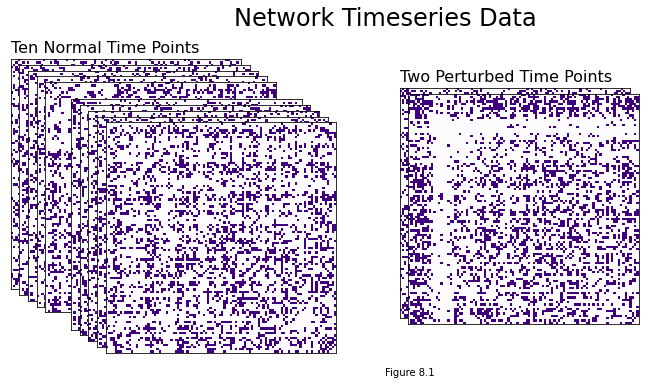 Network Timeseries Data
Ten Normal Time Points
Two Perturbed Time Points
Figure 8.1